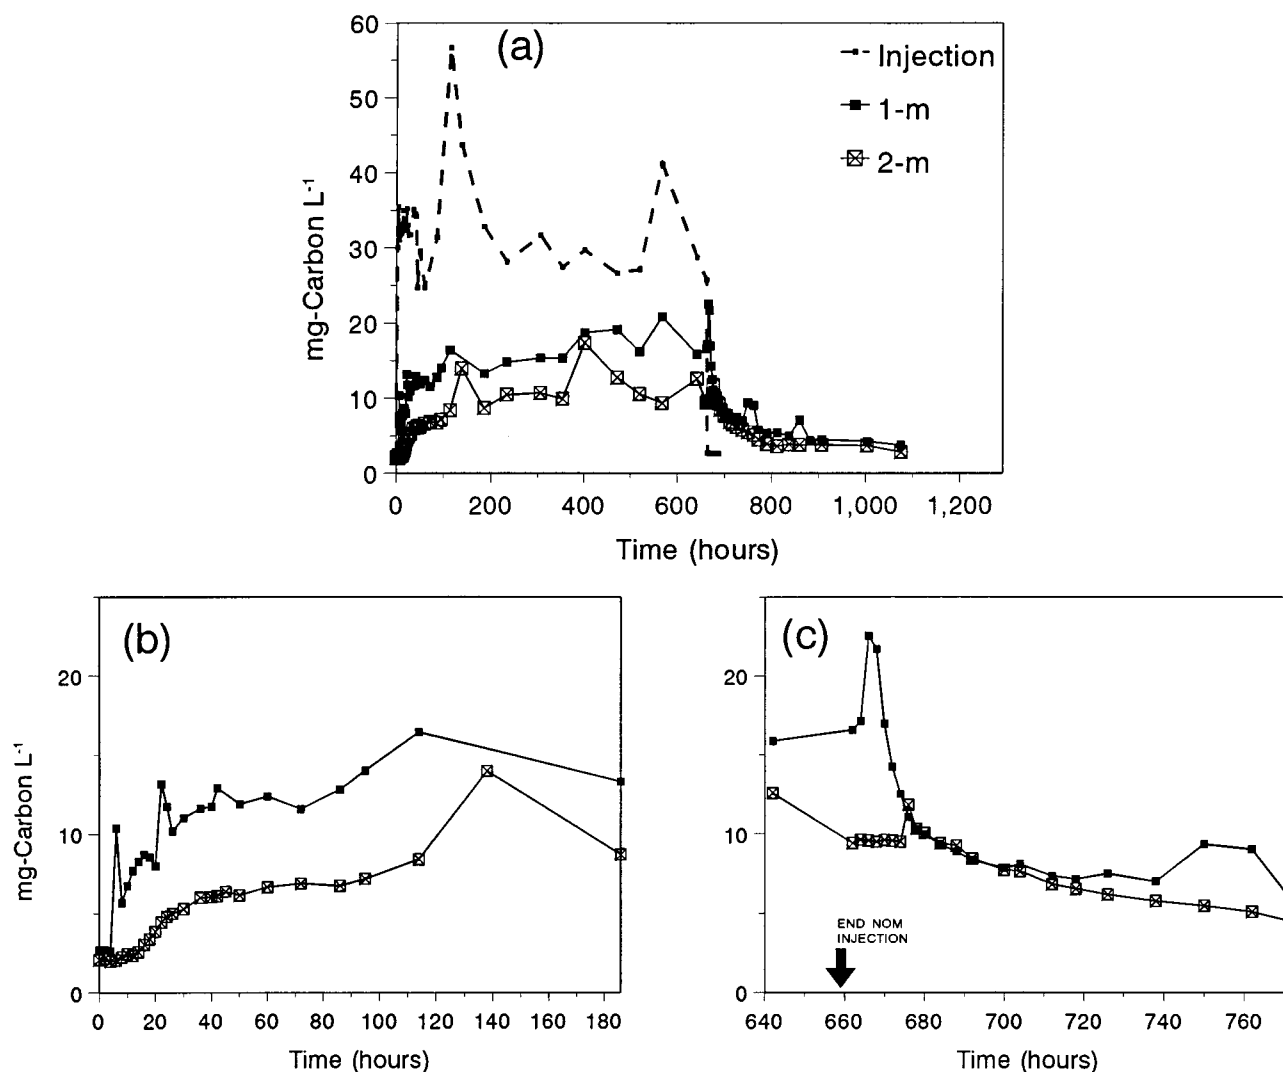 (a)
60
50
40
30
20
10
0
mg-Carbon L-1
Injection
1-m
2-m
0 200 400 600 800 1,000 1,200
Time (hours)
(b)
20
10
0
mg-Carbon L-1
0 20 40 60 80 100 120 140 160 180
Time (hours)
(c)
20
10
0
END NOM
INJECTION
640 660 680 700 720 740 760
Time (hours)